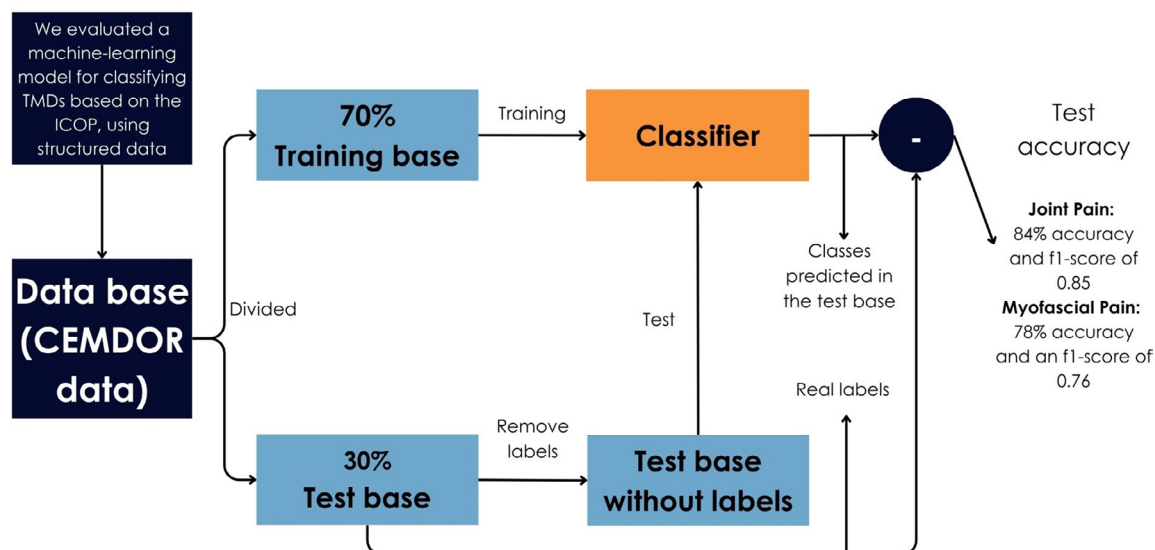 We evaluated a
machine-learning
model for classifying
TMDs based on the
ICOP, using
structured data
Data base
(CEMDOR
data)
Divided
70%
Training base
Training
Classifier
-
Test
accuracy
Joint Pain:
84% accuracy
and f1-score of
0.85
Myofascial Pain:
78% accuracy
and an f1-score of
0.76
Classes
predicted in
the test base
Test
Real labels
30%
Test base
Remove
labels
Test base
without labels